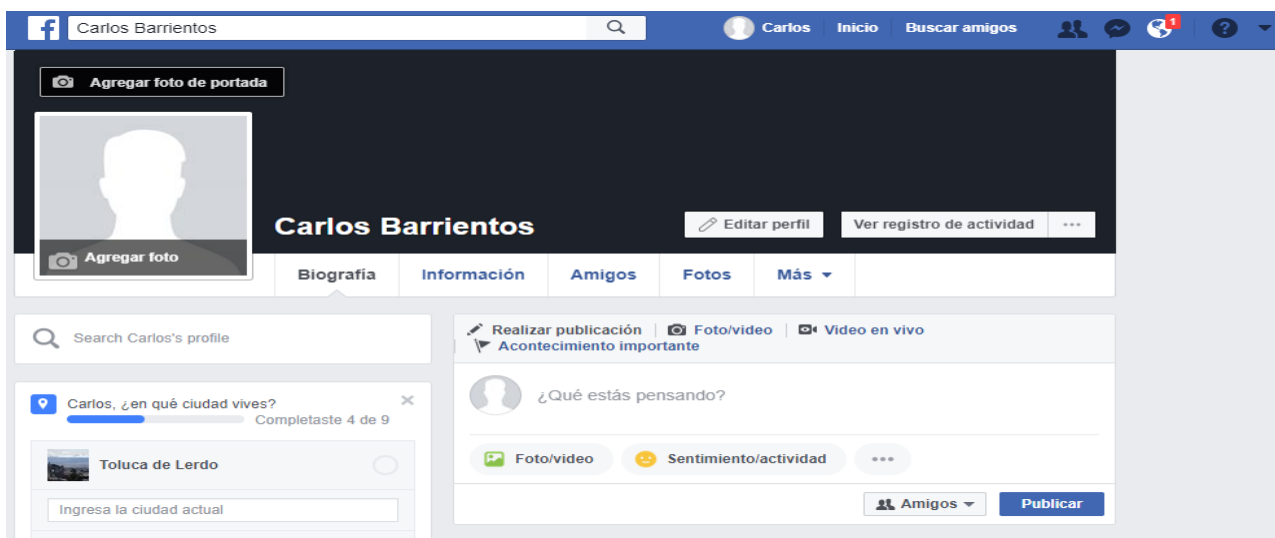 f Carlos Barrientos Carlos Inicio Buscar amigos 1 ?
Agregar foto de portada
Carlos Barrientos
Editar perfil Ver registro de actividad ...
Agregar foto
Biografía Información Amigos Fotos Más
Search Carlos's profile
Realizar publicación Foto/video Video en vivo
Acontecimiento importante
Carlos, ¿en qué ciudad vives?
Completaste 4 de 9
Toluca de Lerdo
Ingresa la ciudad actual
¿Qué estás pensando?
Foto/video Sentimiento/actividad ...
Amigos Publicar